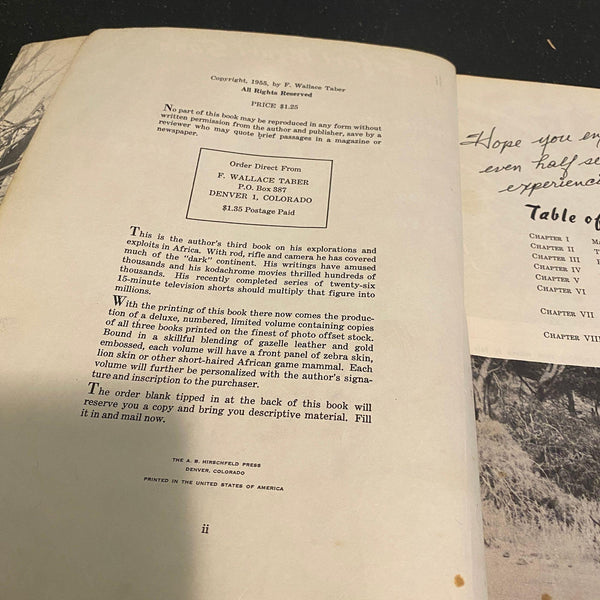 Copyright, 1955, by F. Wallace Taber
All Rights Reserved
PRICE $1.25
No part of this book may be reproduced in any form without
written permission from the author and publisher, save by a
reviewer who may quote brief passages in a magazine or
newspaper.
Order Direct From
F. WALLACE TABER
P.O. Box 387
DENVER 1, COLORADO
$1.35 Postage Paid
This is the author's third book on his explorations and
exploits in Africa. With rod, rifle and camera he has covered
much of the "dark" continent. His writings have amused
thousands and his kodachrome movies thrilled hundreds of
thousands. His recently completed series of twenty-six
15-minute television shorts should multiply that figure into
millions.
With the printing of this book there now comes the produc-
tion of a deluxe, numbered, limited volume containing copies
of all three books printed on the finest of photo offset stock.
Bound in a skillful blending of gazelle leather and gold
embossed, each volume will have a front panel of zebra skin,
lion skin or other short-haired African game mammal. Each
volume will further be personalized with the author's signa-
ture and inscription to the purchaser.
The order blank tipped in at the back of this book will
reserve you a copy and bring you descriptive material. Fill
it in and mail now.
THE A. B. HIRSCHFELD PRESS
DENVER, COLORADO
PRINTED IN THE UNITED STATES OF AMERICA
ii
Hope you
even half
Table of
CHAPTER I
CHAPTER II
CHAPTER III
CHAPTER IV
CHAPTER V
CHAPTER VI
CHAPTER VII
CHAPTER VIII